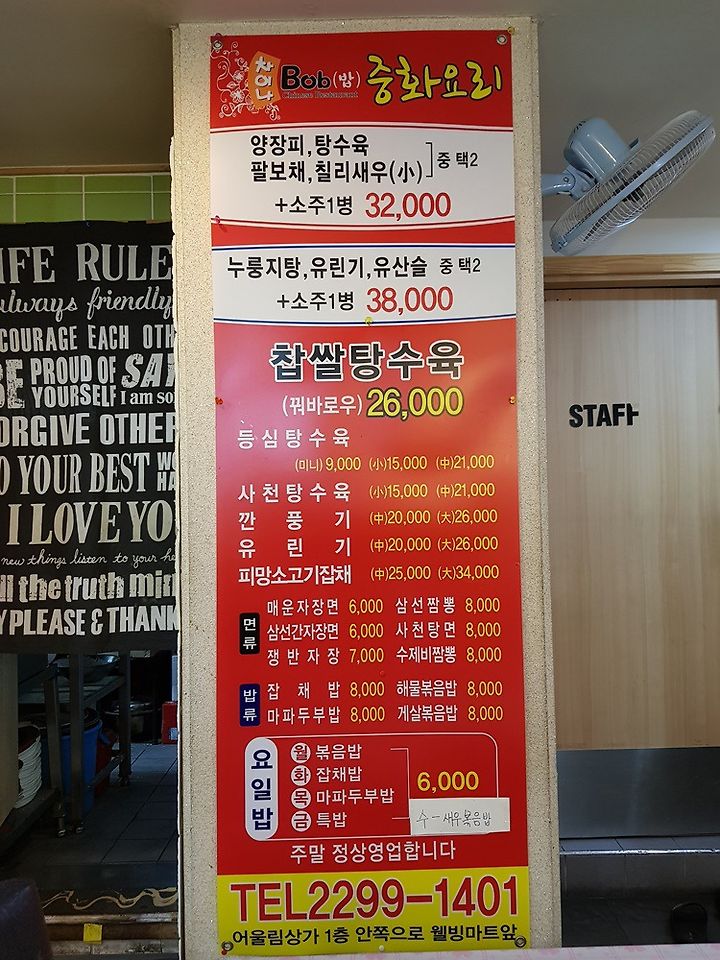 차이나 Bob(밥) 중화요리
Chinese Restaurant
양장피, 탕수육
팔보채, 칠리새우(小) 중 택2
+소주1병 32,000
누룽지탕, 유린기, 유산슬 중 택2
+소주1병 38,000
찹쌀탕수육
(꿔바로우) 26,000
등심탕수육
(미니) 9,000 (小)15,000 (中)21,000
사천탕수육 (小)15,000 (中)21,000
깐풍기 (中)20,000 (大)26,000
유린기 (中)20,000 (大)26,000
피망소고기잡채 (中)25,000 (大)34,000
면류
매운자장면 6,000 삼선짬뽕 8,000
삼선간자장면 6,000 사천탕면 8,000
쟁반자장 7,000 수제비짬뽕 8,000
밥류
잡채밥 8,000 해물볶음밥 8,000
마파두부밥 8,000 게살볶음밥 8,000
요일밥
월 볶음밥
화 잡채밥
목 마파두부밥
금 특밥
6,000
수-새우볶음밥
주말 정상영업합니다
TEL2299-1401
어울림상가 1층 안쪽으로 웰빙마트앞
IFE RULE
always friendly
COURAGE EACH OTH
BE PROUD OF YOURSELF SAY
I am so
ORGIVE OTHER
O YOUR BEST WO
HA
I LOVE YO
new things listen to your he
ll the truth min
Y PLEASE & THANK
STAFF